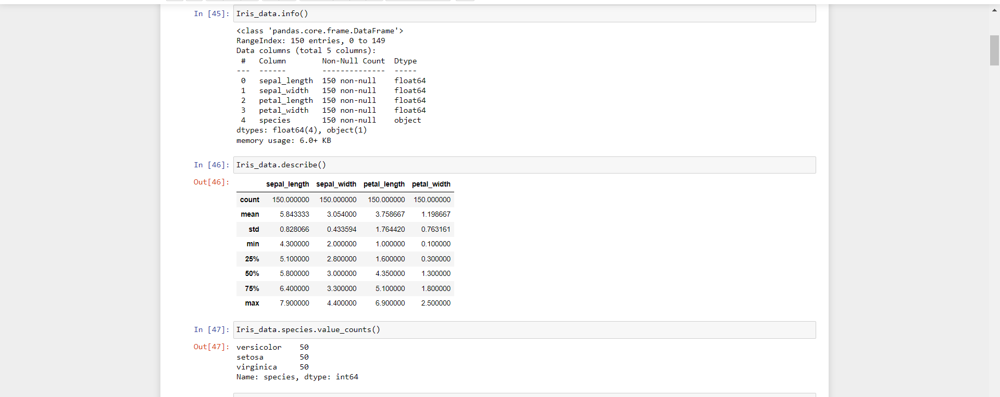 In [45]: Iris_data.info()
<class 'pandas.core.frame.DataFrame'>
RangeIndex: 150 entries, 0 to 149
Data columns (total 5 columns):
 #   Column        Non-Null Count  Dtype
---  ------        --------------  -----
 0   sepal_length  150 non-null    float64
 1   sepal_width   150 non-null    float64
 2   petal_length  150 non-null    float64
 3   petal_width   150 non-null    float64
 4   species       150 non-null    object
dtypes: float64(4), object(1)
memory usage: 6.0+ KB
In [46]: Iris_data.describe()
Out[46]:
sepal_length sepal_width petal_length petal_width
count 150.000000 150.000000 150.000000 150.000000
mean 5.843333 3.054000 3.758667 1.198667
std 0.828066 0.433594 1.764420 0.763161
min 4.300000 2.000000 1.000000 0.100000
25% 5.100000 2.800000 1.600000 0.300000
50% 5.800000 3.000000 4.350000 1.300000
75% 6.400000 3.300000 5.100000 1.800000
max 7.900000 4.400000 6.900000 2.500000
In [47]: Iris_data.species.value_counts()
Out[47]: versicolor    50
setosa        50
virginica     50
Name: species, dtype: int64